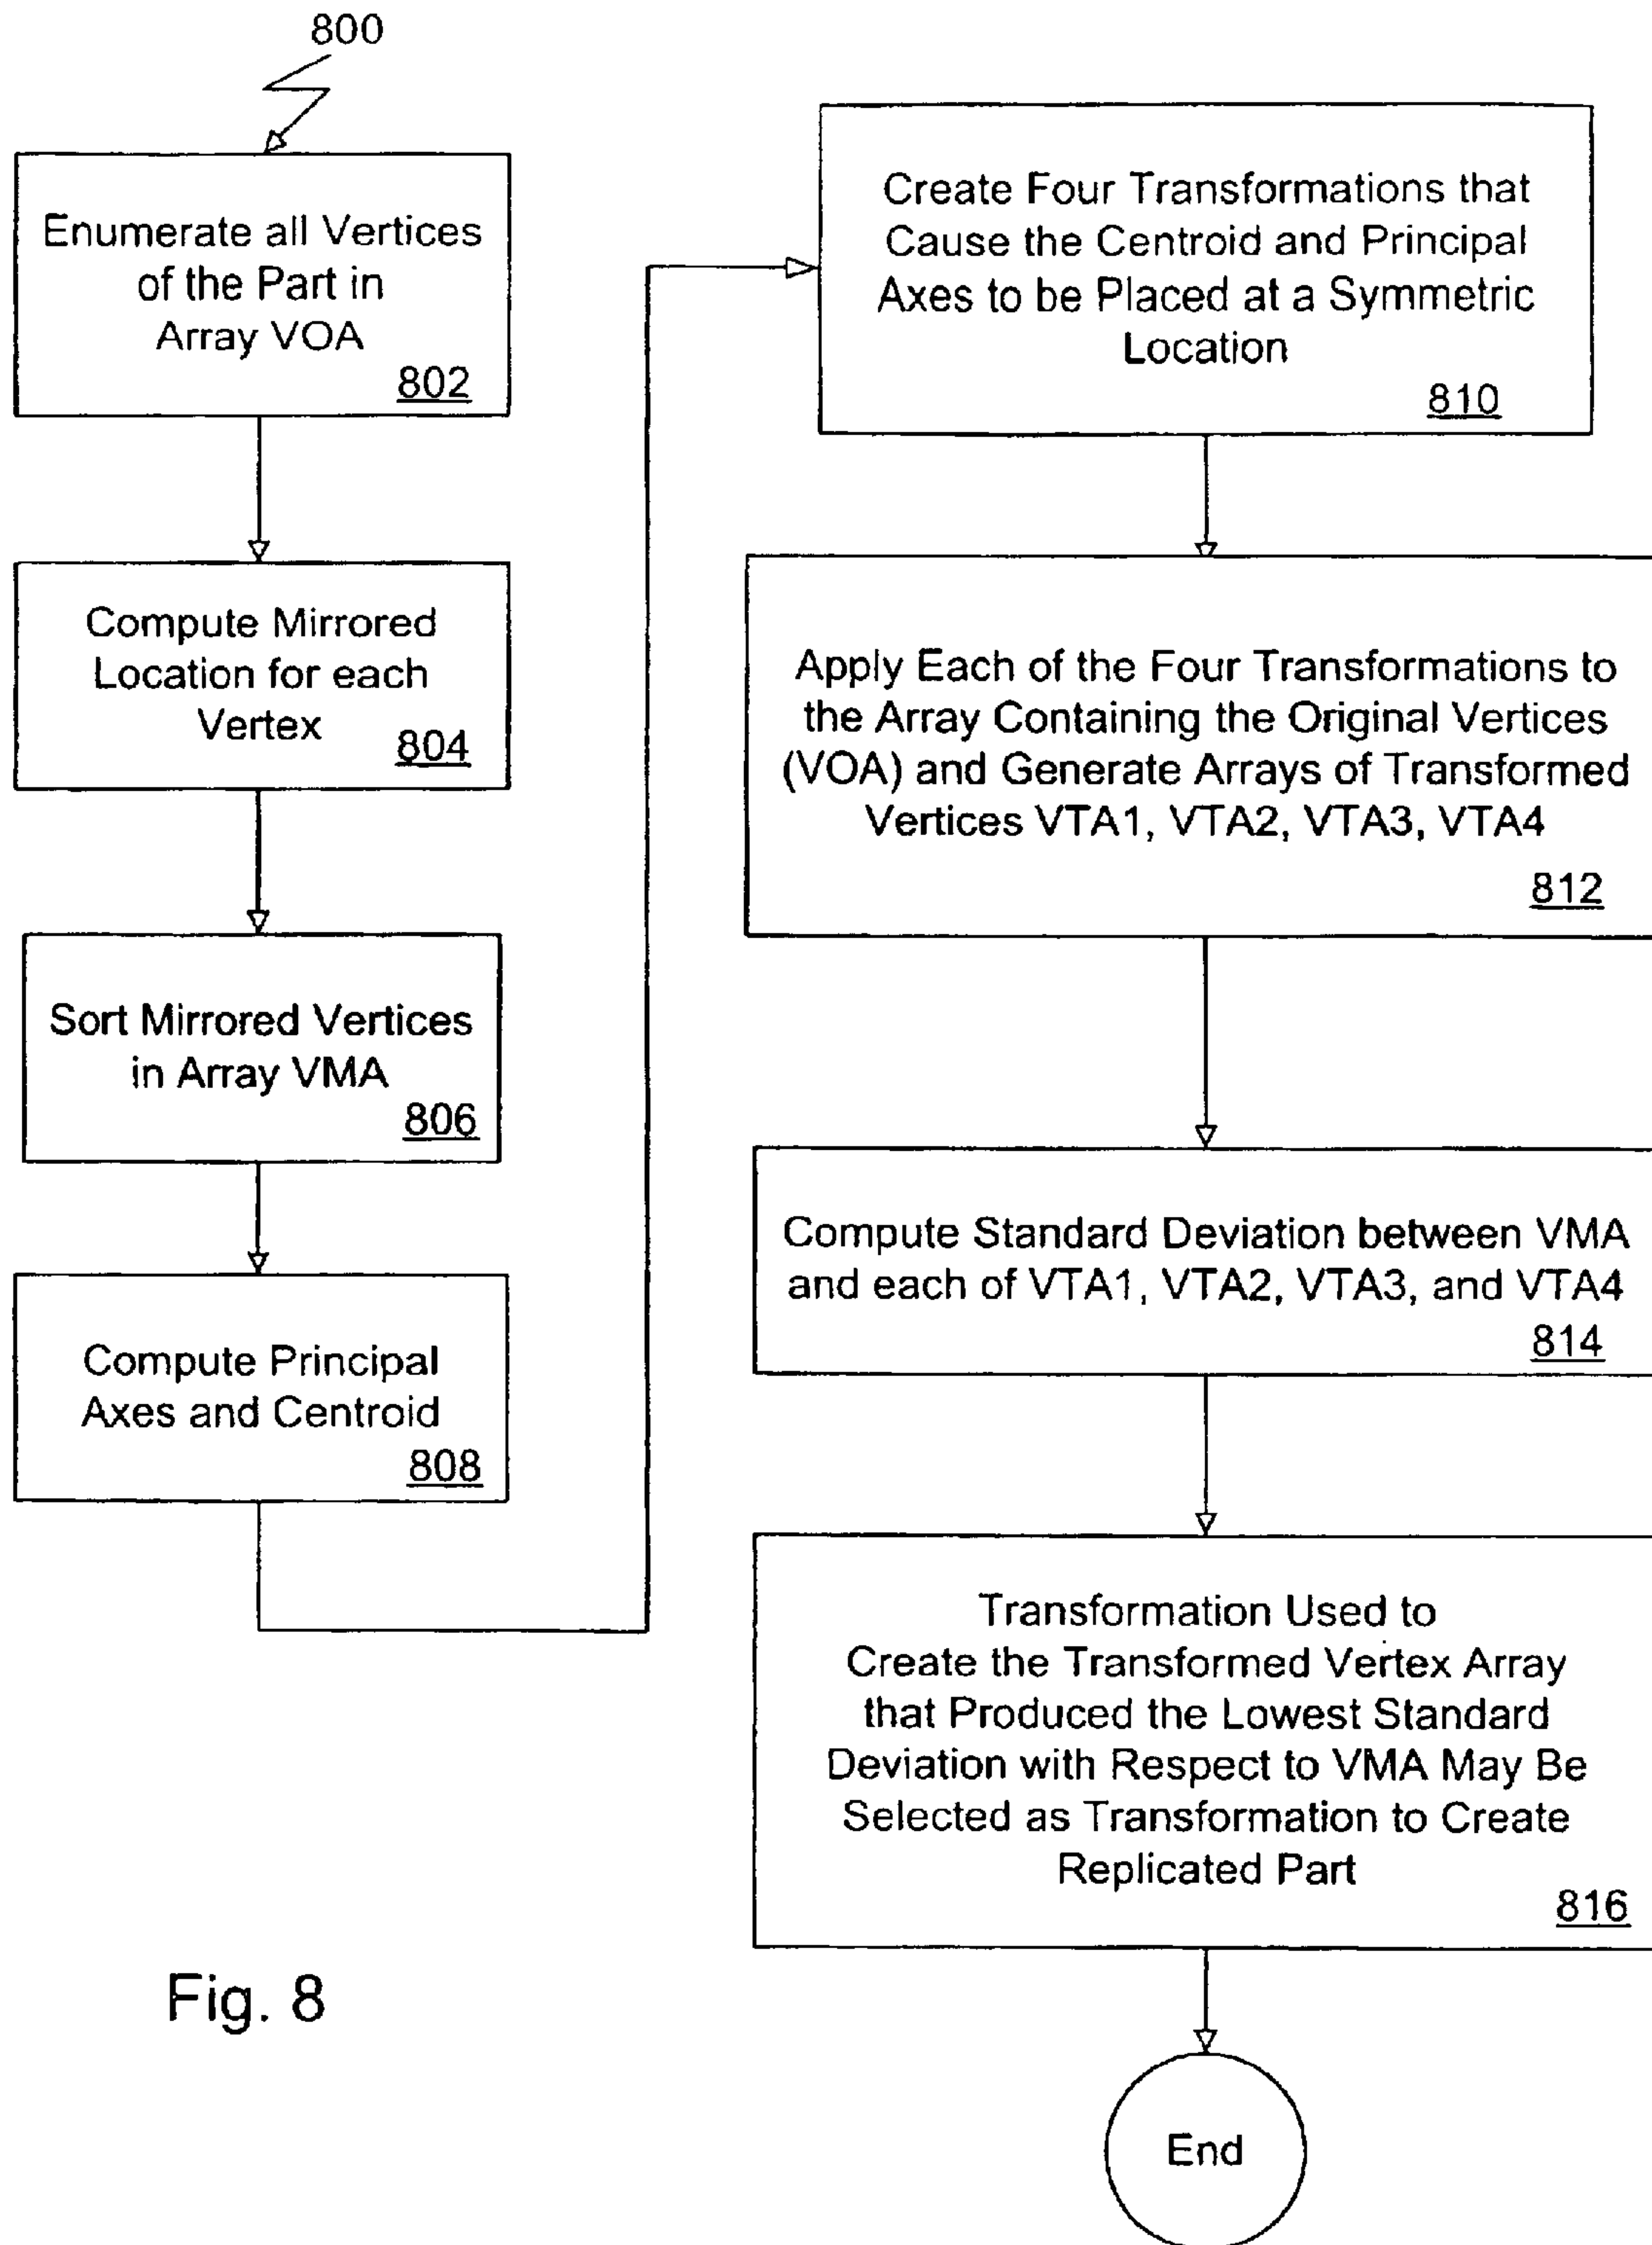 800
Enumerate all Vertices
of the Part in
Array VOA
802
Compute Mirrored
Location for each
Vertex
804
Sort Mirrored Vertices
in Array VMA
806
Compute Principal
Axes and Centroid
808
Create Four Transformations that
Cause the Centroid and Principal
Axes to be Placed at a Symmetric
Location
810
Apply Each of the Four Transformations to
the Array Containing the Original Vertices
(VOA) and Generate Arrays of Transformed
Vertices VTA1, VTA2, VTA3, VTA4
812
Compute Standard Deviation between VMA
and each of VTA1, VTA2, VTA3, and VTA4
814
Transformation Used to
Create the Transformed Vertex Array
that Produced the Lowest Standard
Deviation with Respect to VMA May Be
Selected as Transformation to Create
Replicated Part
816
End
Fig. 8